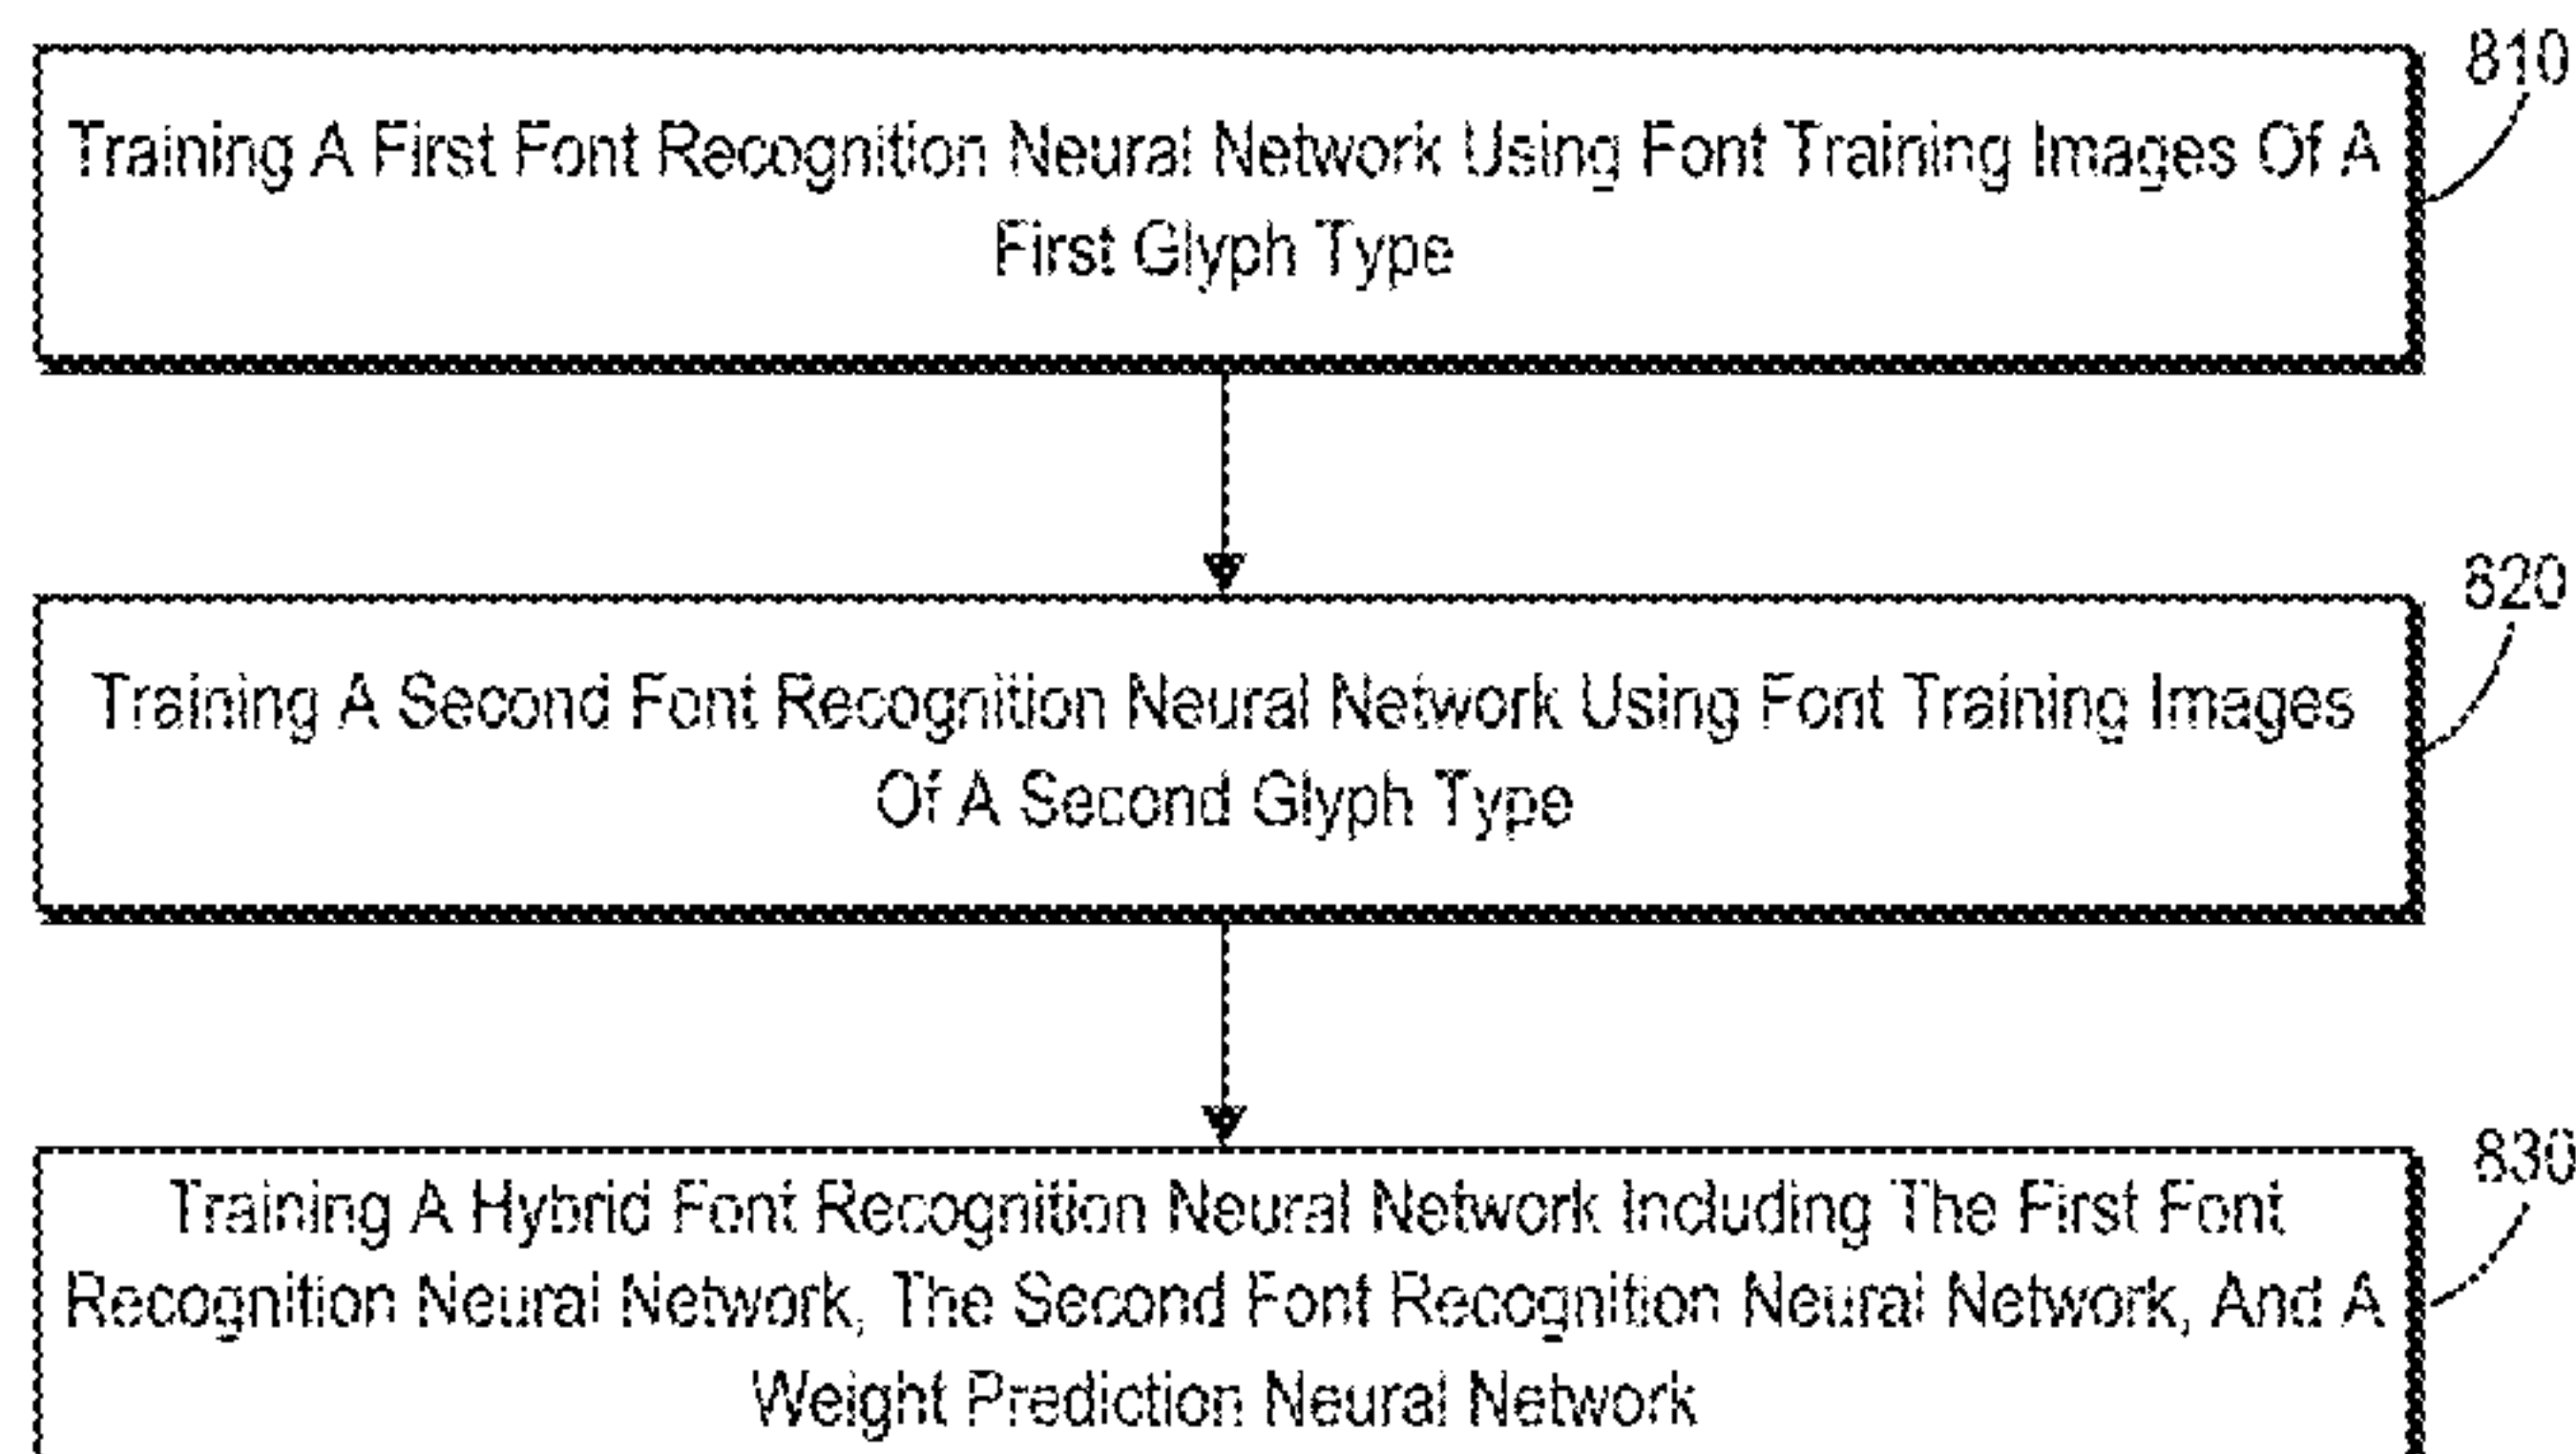 810
Training A First Font Recognition Neural Network Using Font Training Images Of A
First Glyph Type
820
Training A Second Font Recognition Neural Network Using Font Training Images
Of A Second Glyph Type
830
Training A Hybrid Font Recognition Neural Network Including The First Font
Recognition Neural Network, The Second Font Recognition Neural Network, And A
Weight Prediction Neural Network